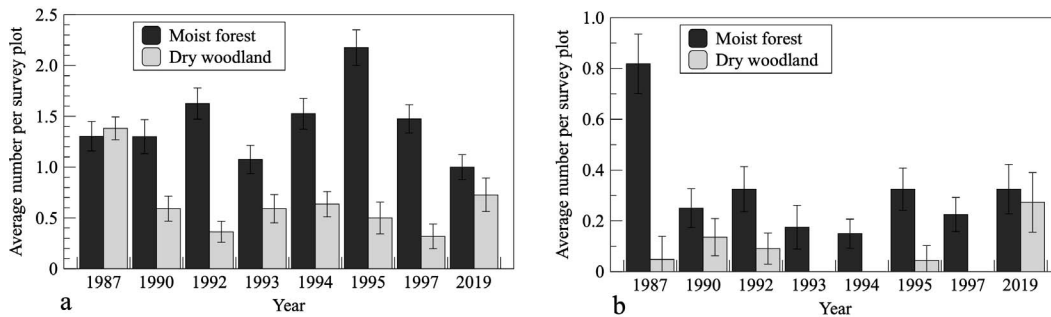 2.5
2.0
1.5
1.0
0.5
0
Average number per survey plot
Moist forest
Dry woodland
1987 1990 1992 1993 1994 1995 1997 2019
Year
a
1.0
0.8
0.6
0.4
0.2
0
Average number per survey plot
Moist forest
Dry woodland
1987 1990 1992 1993 1994 1995 1997 2019
Year
b